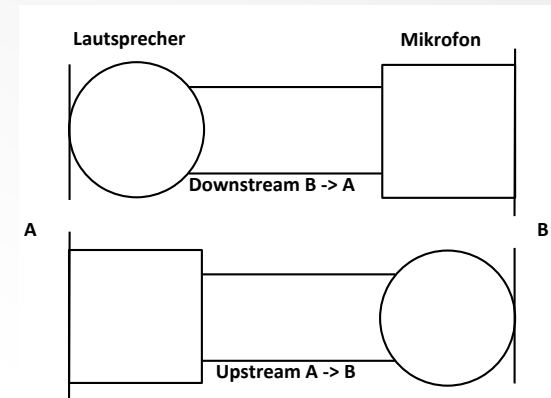 Lautsprecher
Mikrofon
Downstream B -> A
A
B
Upstream A -> B